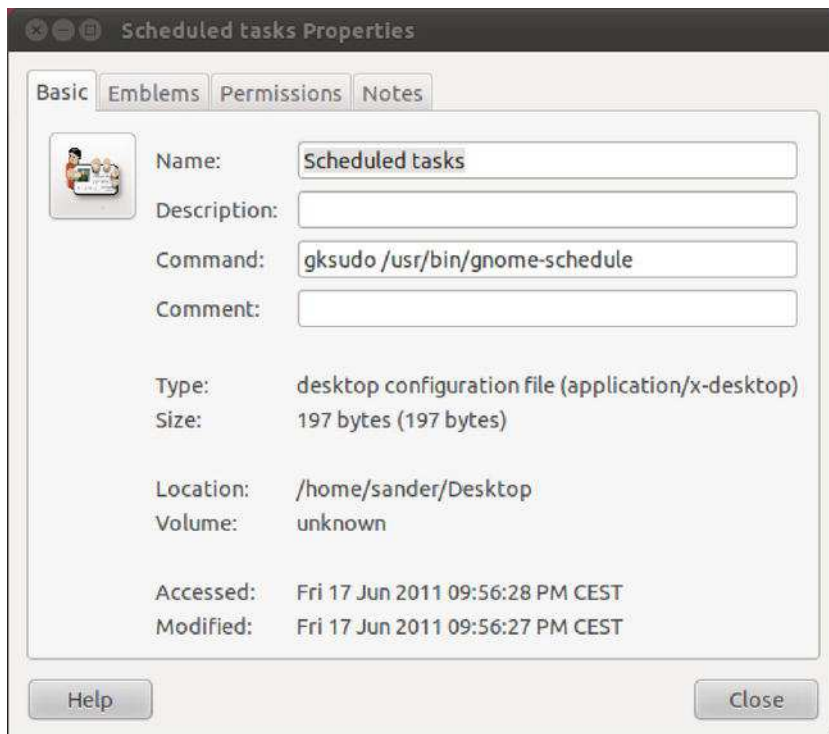 Scheduled tasks Properties
Basic Emblems Permissions Notes
Name: Scheduled tasks
Description:
Command: gksudo /usr/bin/gnome-schedule
Comment:
Type: desktop configuration file (application/x-desktop)
Size: 197 bytes (197 bytes)
Location: /home/sander/Desktop
Volume: unknown
Accessed: Fri 17 Jun 2011 09:56:28 PM CEST
Modified: Fri 17 Jun 2011 09:56:27 PM CEST
Help Close